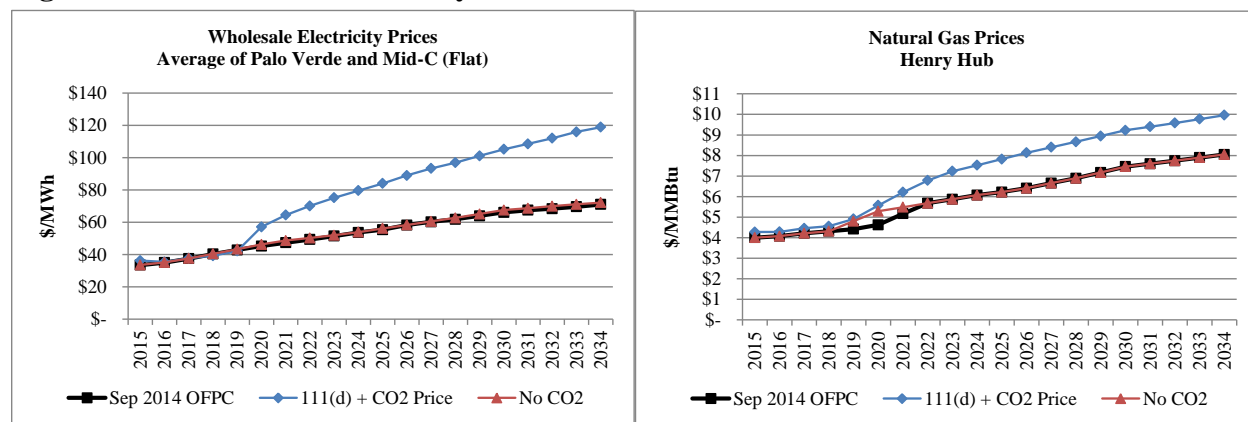 Wholesale Electricity Prices
Average of Palo Verde and Mid-C (Flat)
$/MWh
$140
$120
$100
$80
$60
$40
$20
$-
2015 2016 2017 2018 2019 2020 2021 2022 2023 2024 2025 2026 2027 2028 2029 2030 2031 2032 2033 2034
Sep 2014 OFPC 111(d) + CO2 Price No CO2
Natural Gas Prices
Henry Hub
$/MMBtu
$11
$10
$9
$8
$7
$6
$5
$4
$3
$2
$1
$-
2015 2016 2017 2018 2019 2020 2021 2022 2023 2024 2025 2026 2027 2028 2029 2030 2031 2032 2033 2034
Sep 2014 OFPC 111(d) + CO2 Price No CO2